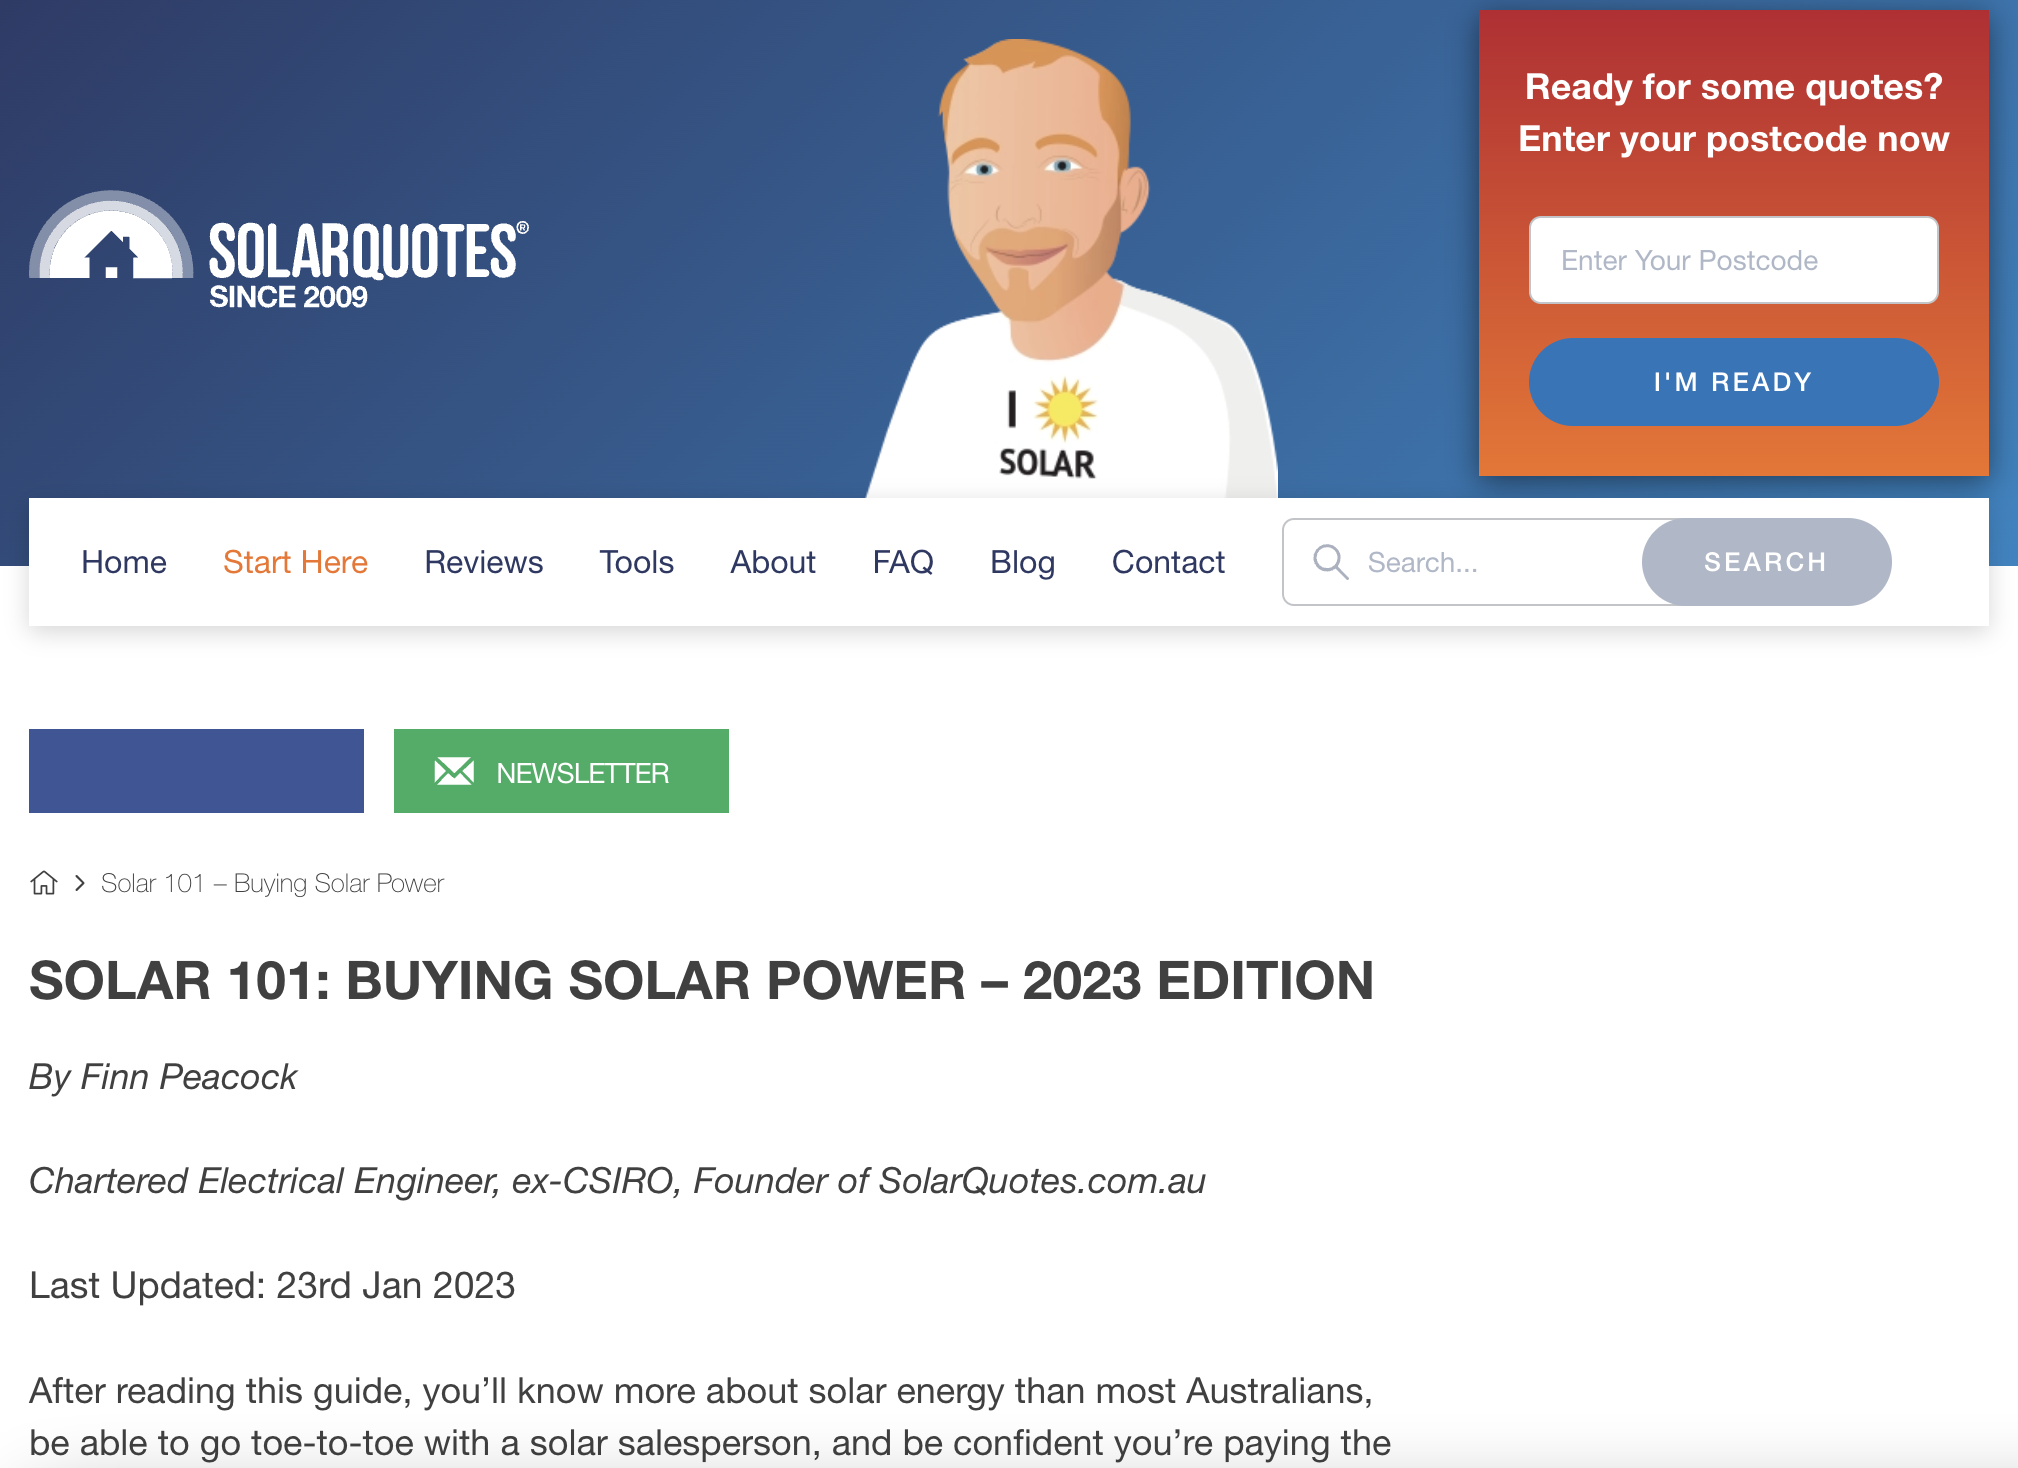 Ready for some quotes?
Enter your postcode now
Enter Your Postcode
I'M READY
SOLARQUOTES®
SINCE 2009
I
SOLAR
Home Start Here Reviews Tools About FAQ Blog Contact Search... SEARCH
NEWSLETTER
Solar 101 – Buying Solar Power
SOLAR 101: BUYING SOLAR POWER – 2023 EDITION
By Finn Peacock
Chartered Electrical Engineer, ex-CSIRO, Founder of SolarQuotes.com.au
Last Updated: 23rd Jan 2023
After reading this guide, you’ll know more about solar energy than most Australians,
be able to go toe-to-toe with a solar salesperson, and be confident you’re paying the